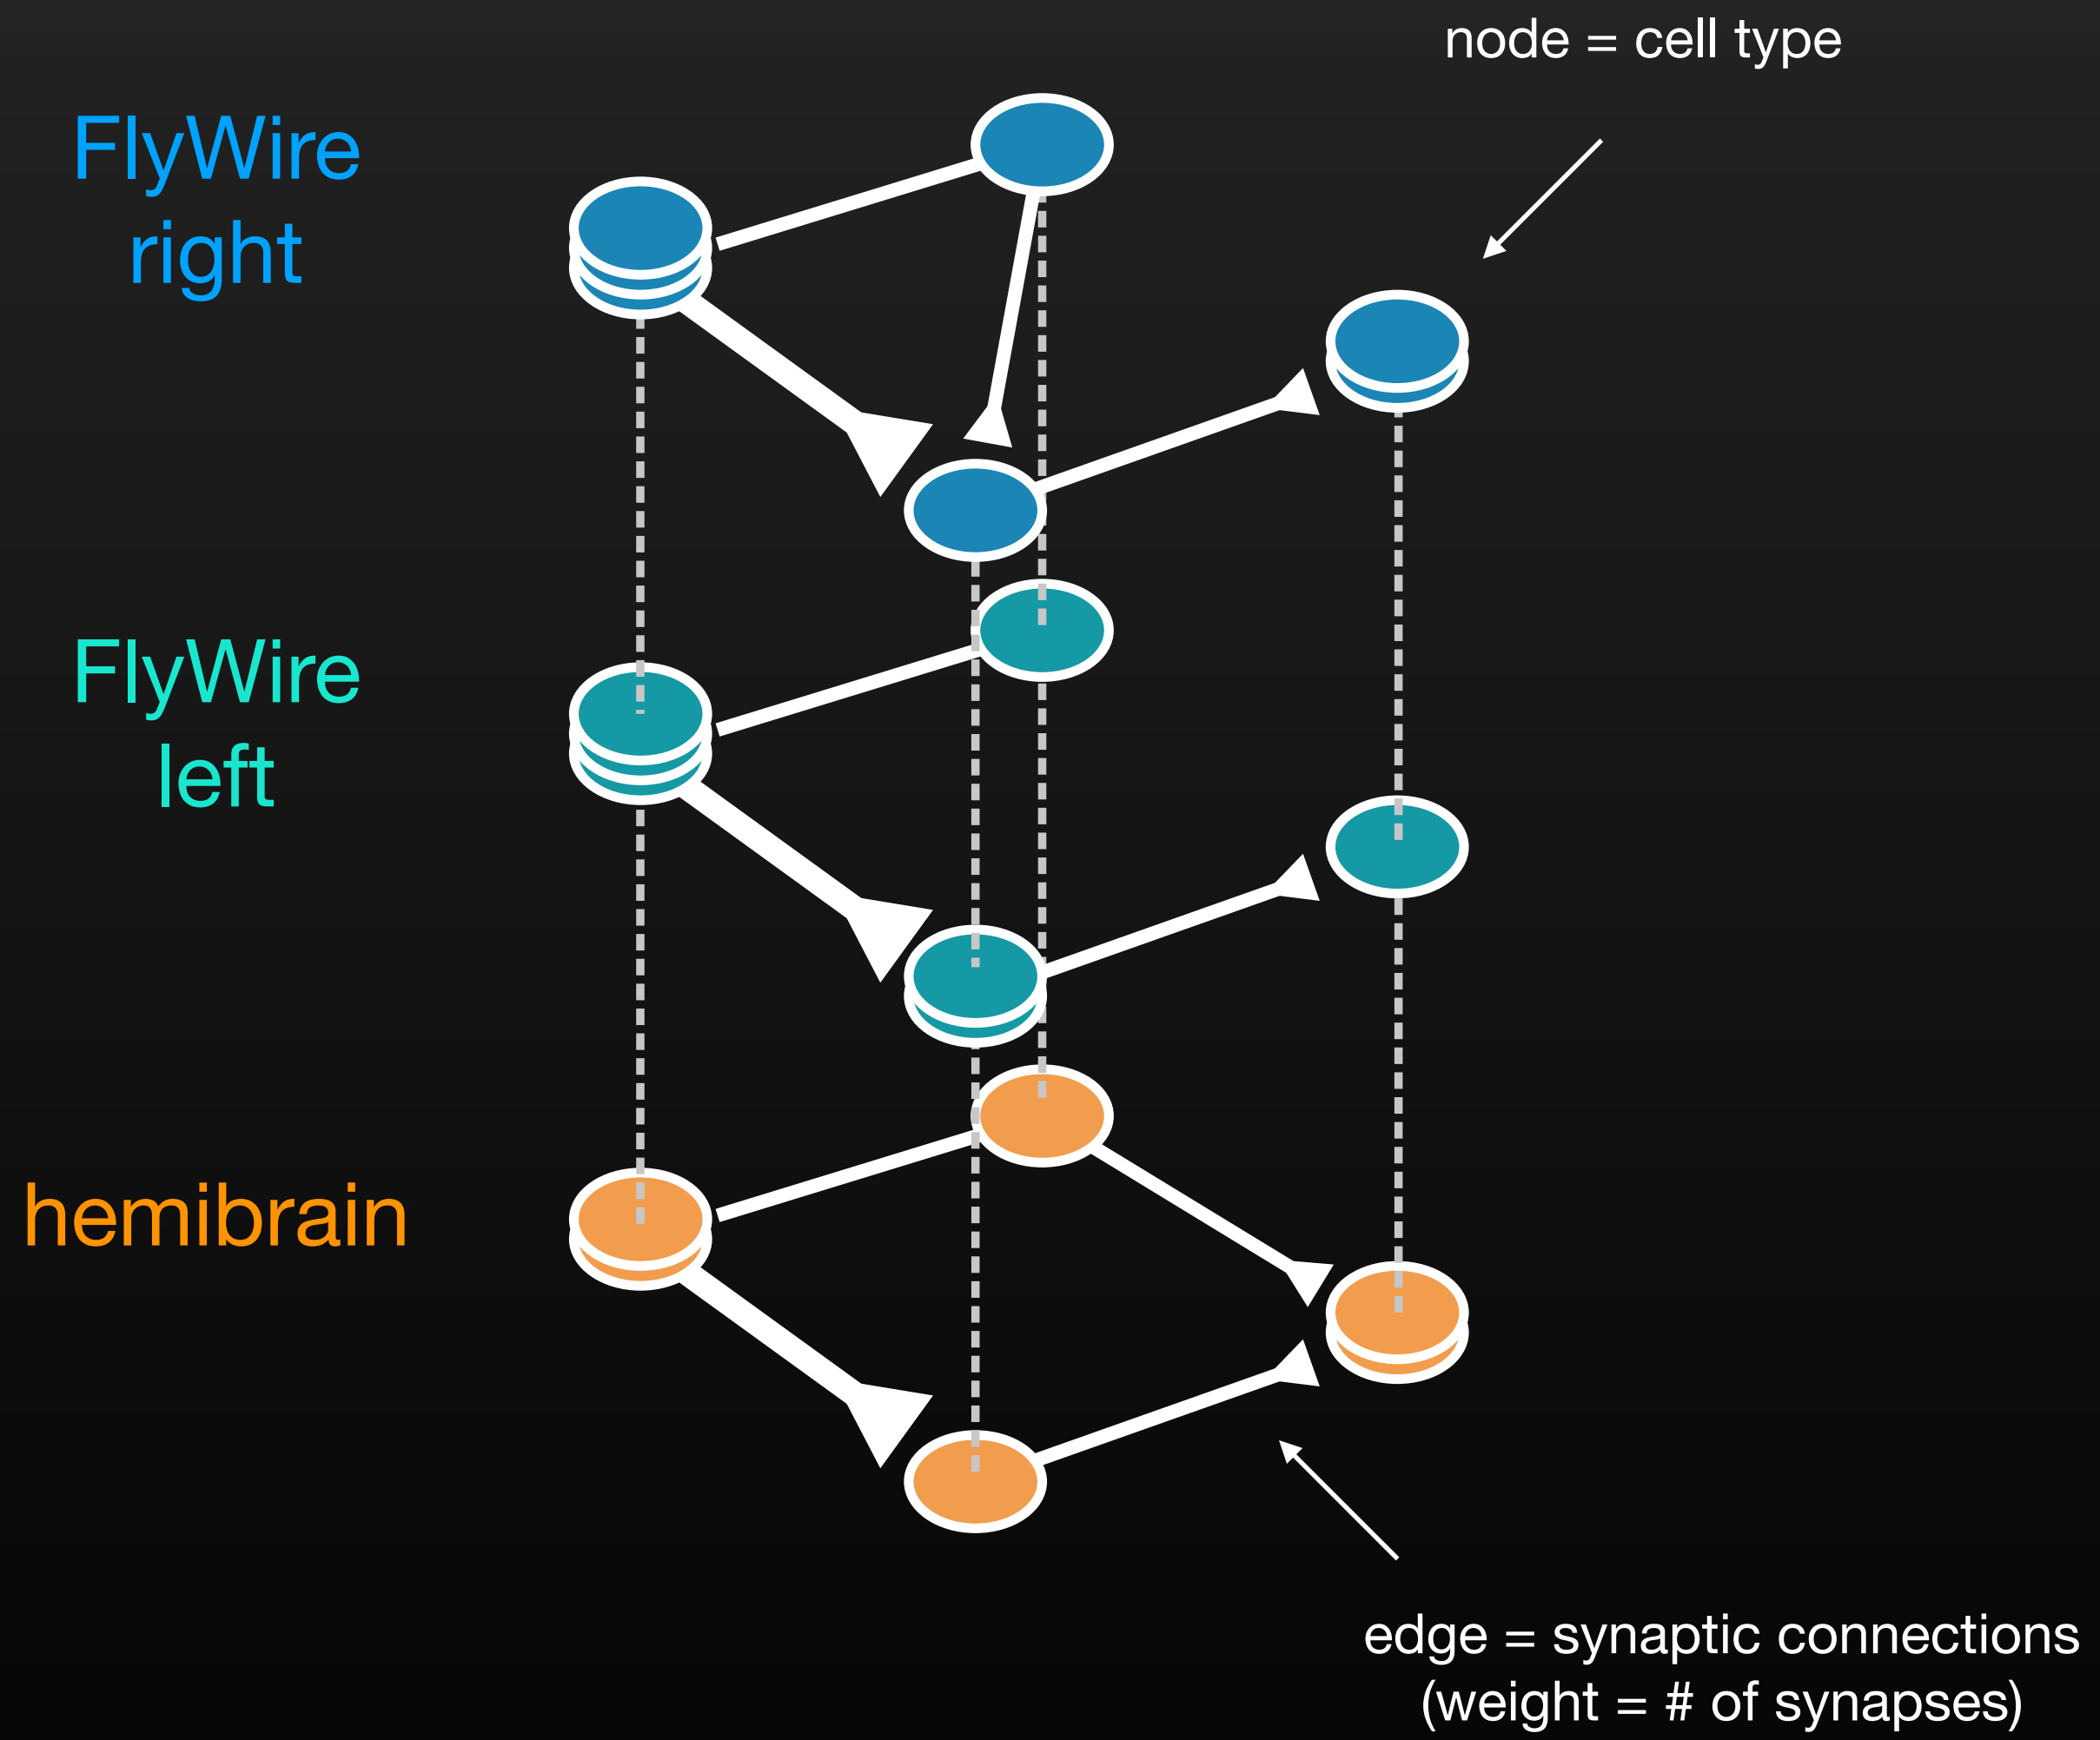 node = cell type
FlyWire
right
FlyWire
left
hemibrain
edge = synaptic connections
(weight = # of synapses)